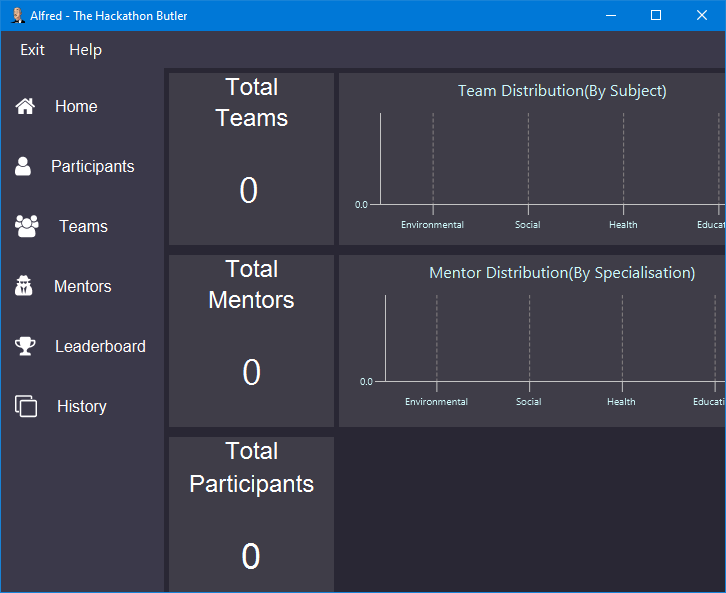 Alfred - The Hackathon Butler
Exit Help
Home
Participants
Teams
Mentors
Leaderboard
History
Total
Teams
0
Team Distribution(By Subject)
0.0
Environmental Social Health Educat
Total
Mentors
0
Mentor Distribution(By Specialisation)
0.0
Environmental Social Health Educati
Total
Participants
0